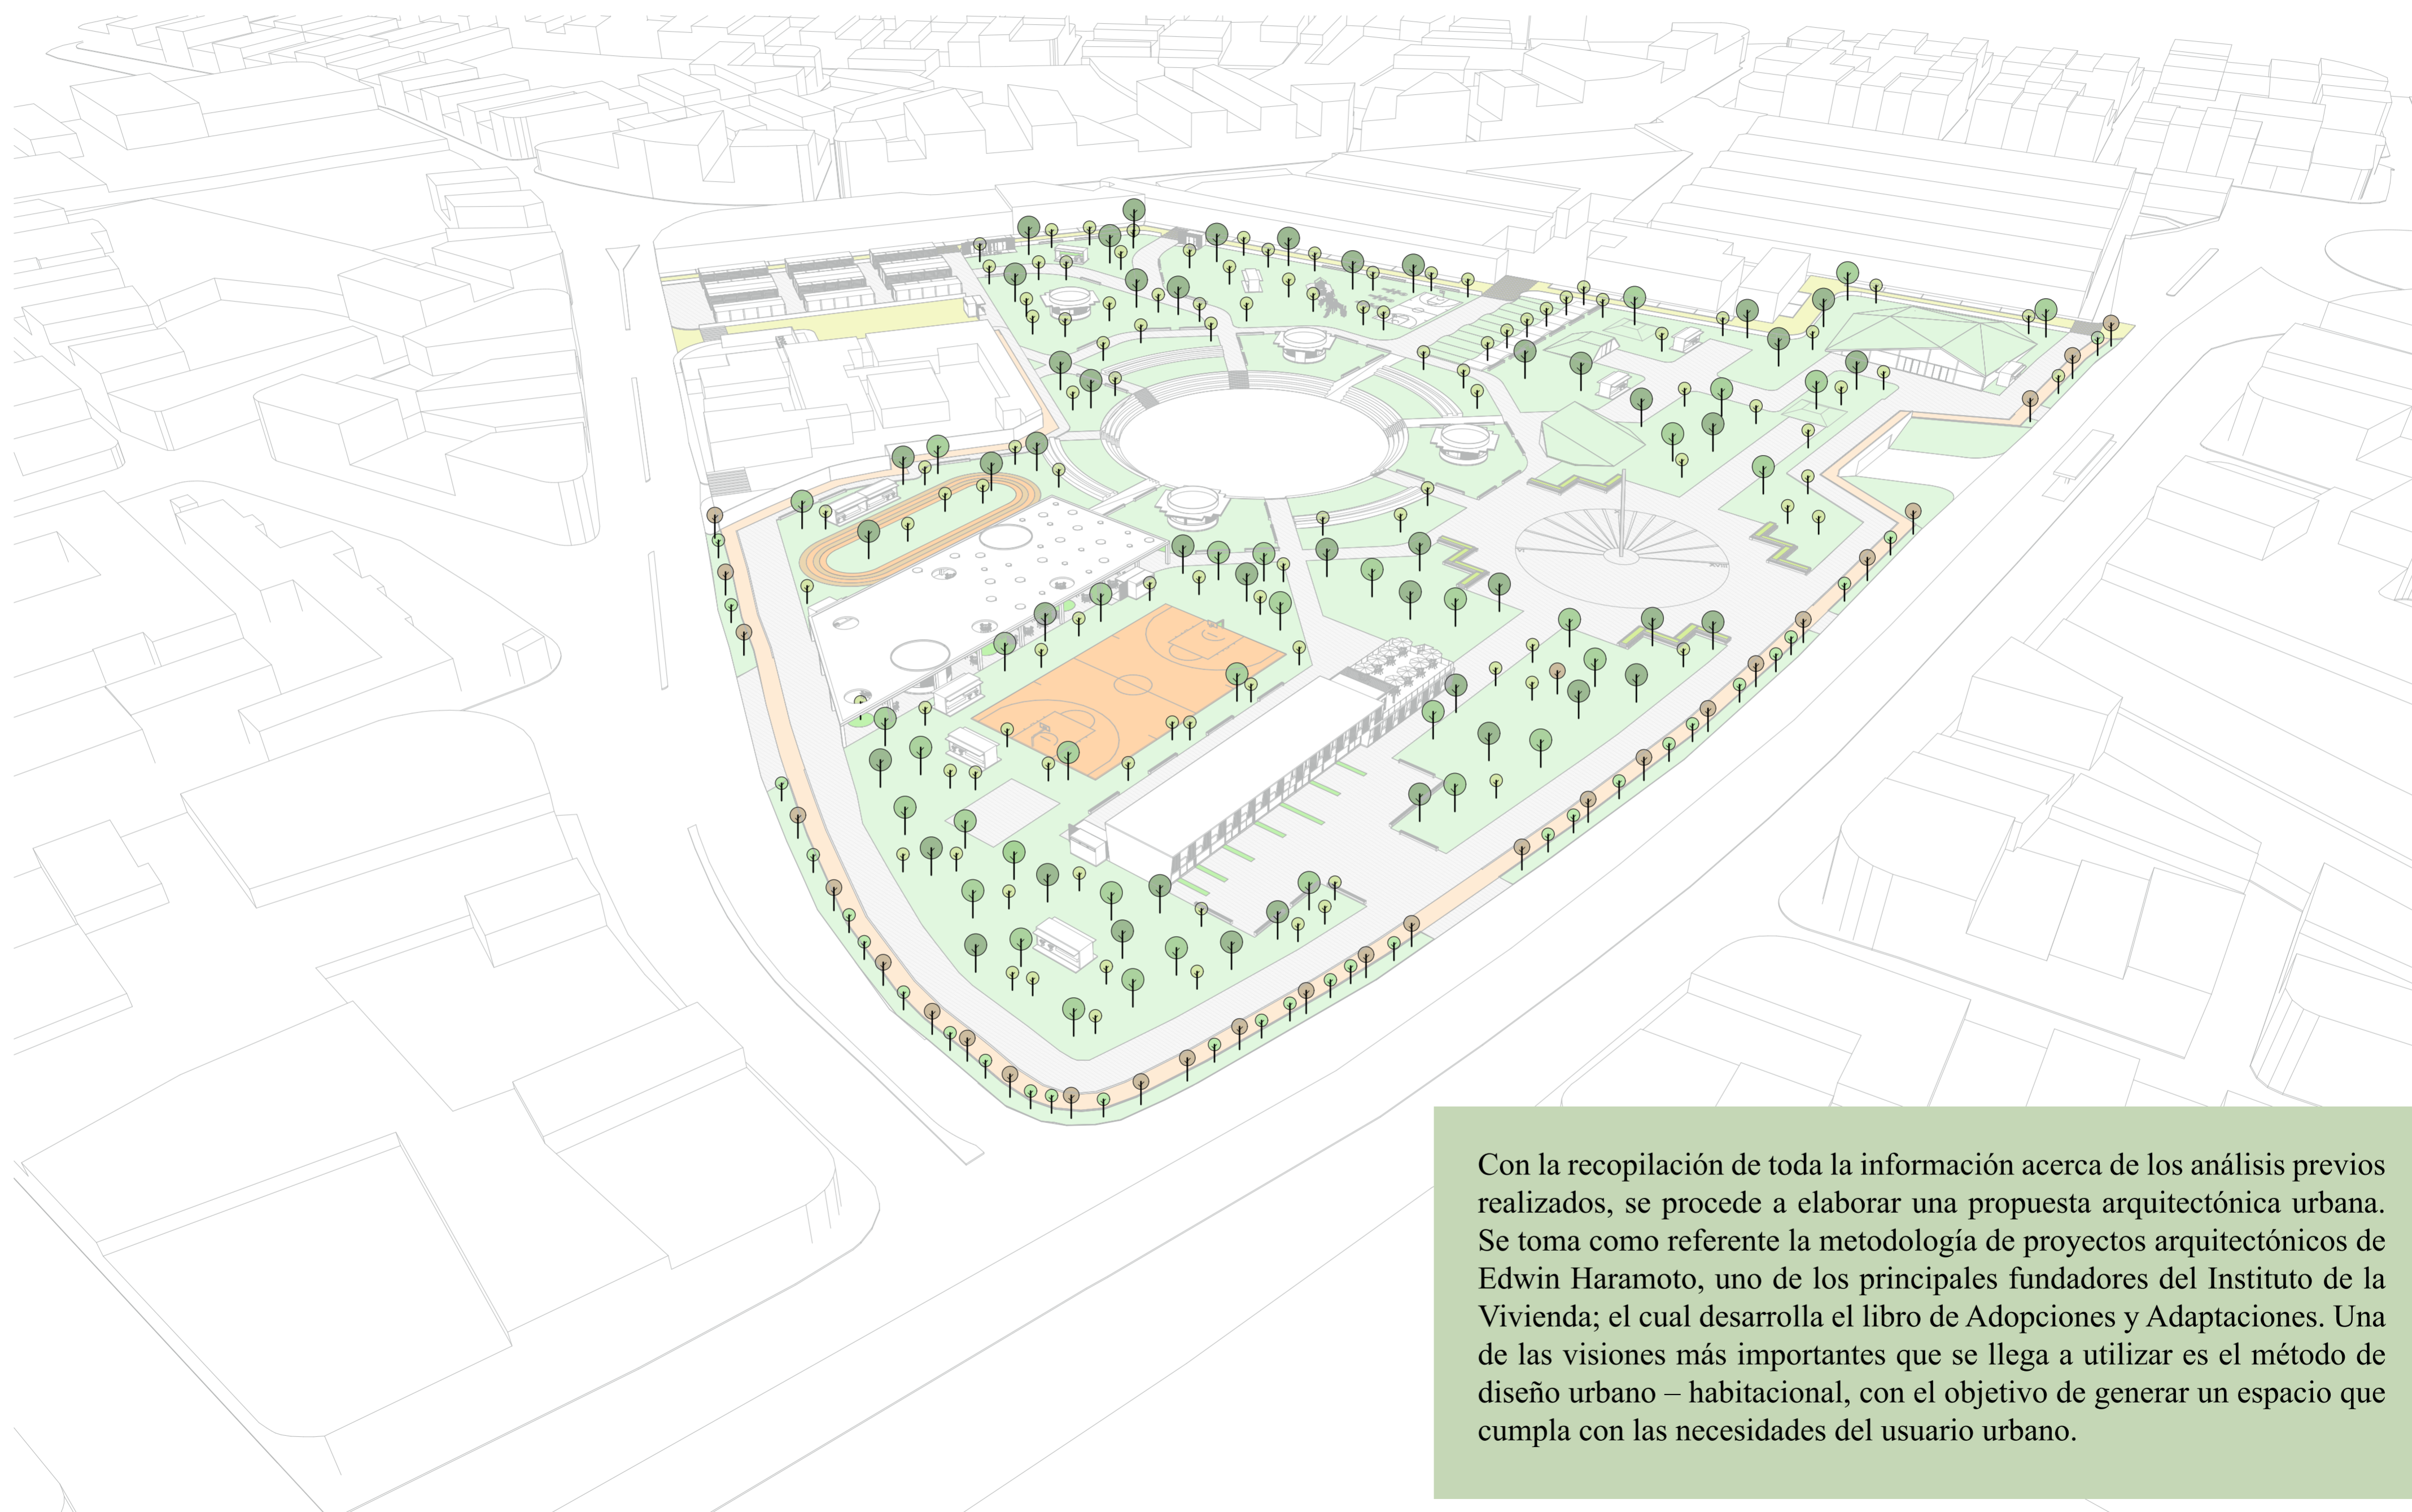 Con la recopilación de toda la información acerca de los análisis previos
realizados, se procede a elaborar una propuesta arquitectónica urbana.
Se toma como referente la metodología de proyectos arquitectónicos de
Edwin Haramoto, uno de los principales fundadores del Instituto de la
Vivienda; el cual desarrolla el libro de Adopciones y Adaptaciones. Una
de las visiones más importantes que se llega a utilizar es el método de
diseño urbano – habitacional, con el objetivo de generar un espacio que
cumpla con las necesidades del usuario urbano.